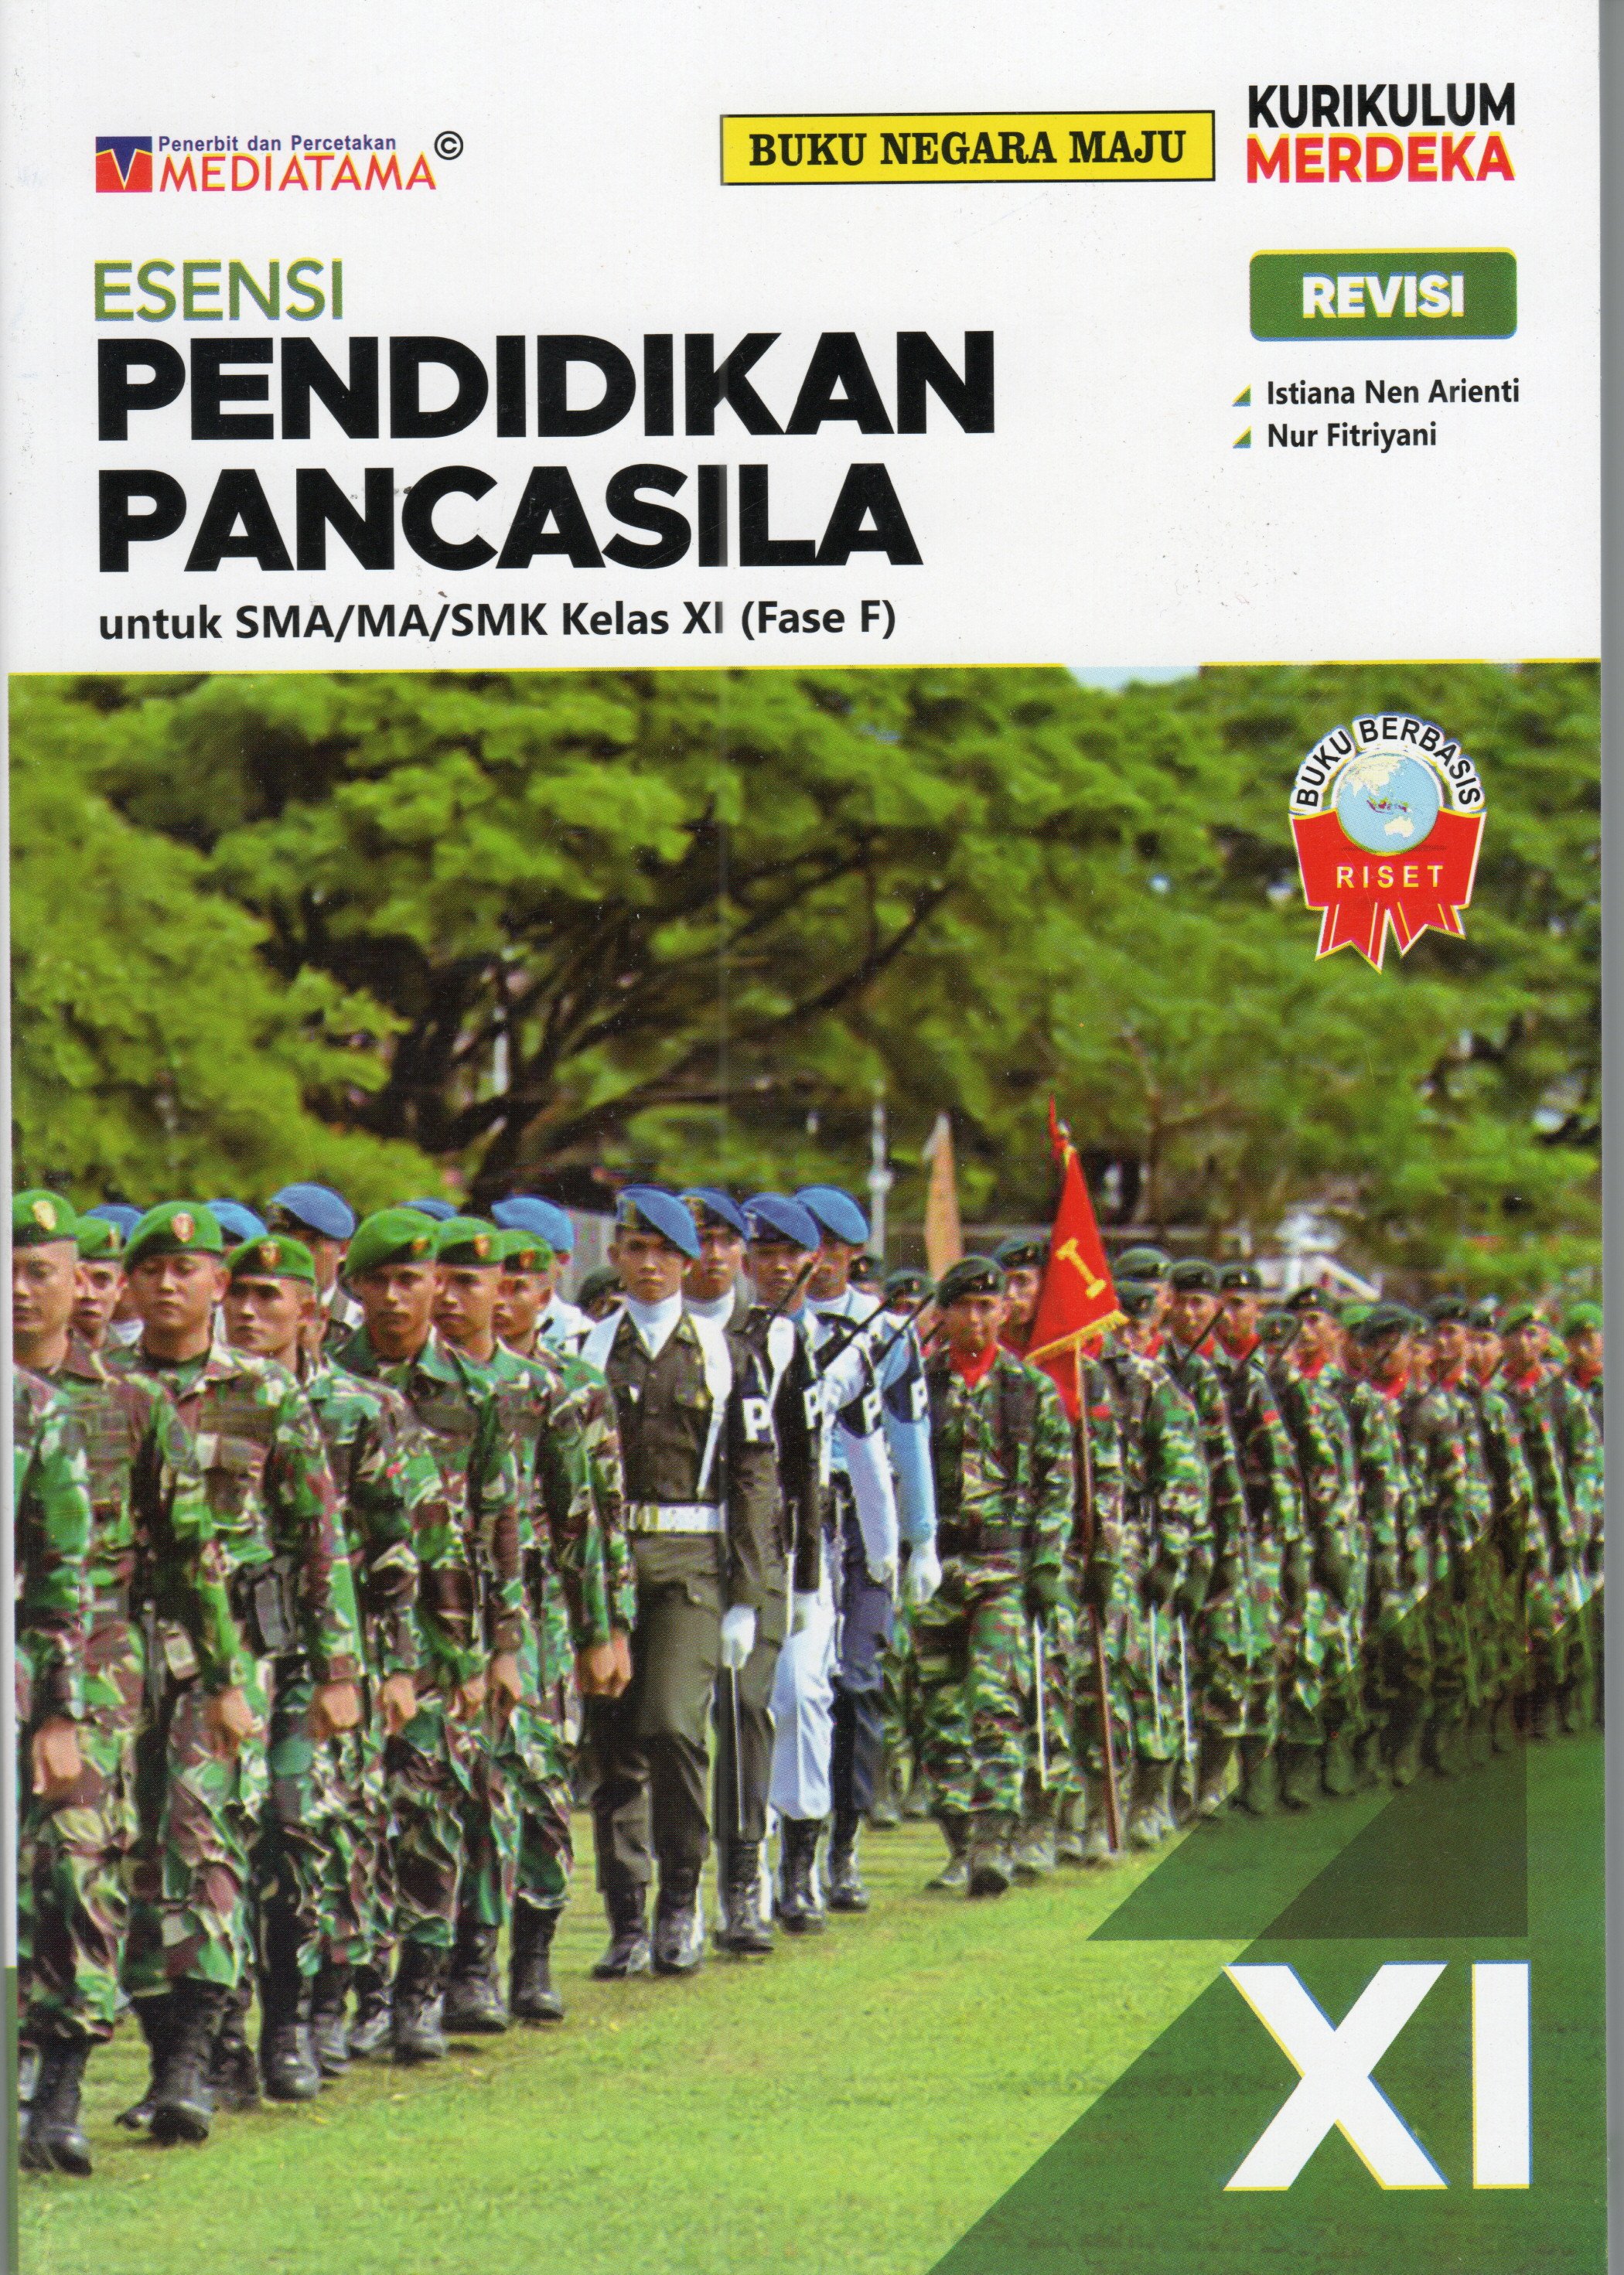 Penerbit dan Percetakan
MEDIATAMA ©
BUKU NEGARA MAJU
KURIKULUM
MERDEKA
ESENSI
PENDIDIKAN
PANCASILA
untuk SMA/MA/SMK Kelas XI (Fase F)
REVISI
Istiana Nen Arienti
Nur Fitriyani
BUKU BERBASIS
RISET
I
P
P
P
P
XI